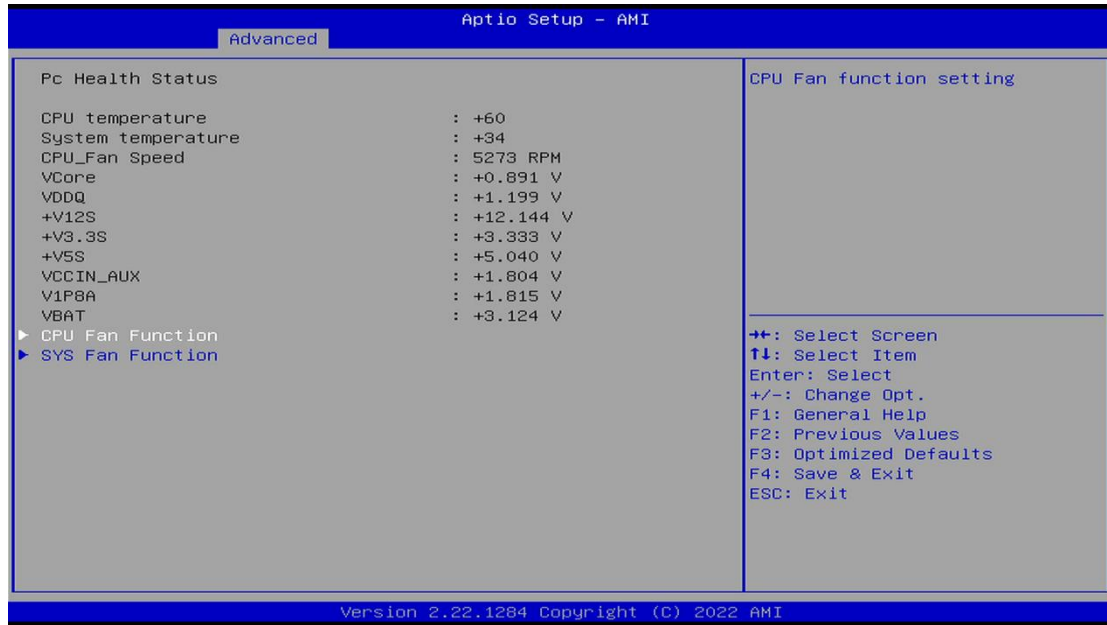 Aptio Setup - AMI
Advanced
Pc Health Status
CPU temperature : +60
System temperature : +34
CPU_Fan Speed : 5273 RPM
VCore : +0.891 V
VDDQ : +1.199 V
+V12S : +12.144 V
+V3.3S : +3.333 V
+V5S : +5.040 V
VCCIN_AUX : +1.804 V
V1P8A : +1.815 V
VBAT : +3.124 V
► CPU Fan Function
► SYS Fan Function
CPU Fan function setting
→←: Select Screen
↑↓: Select Item
Enter: Select
+/-: Change Opt.
F1: General Help
F2: Previous Values
F3: Optimized Defaults
F4: Save & Exit
ESC: Exit
Version 2.22.1284 Copyright (C) 2022 AMI